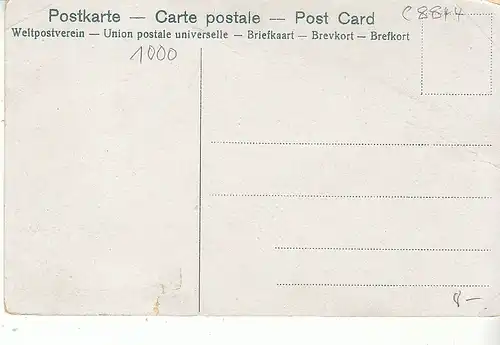 Postkarte — Carte postale — Post Card
C8844
Weltpostverein — Union postale universelle — Briefkaart — Brevkort — Brefkort
1000
8–